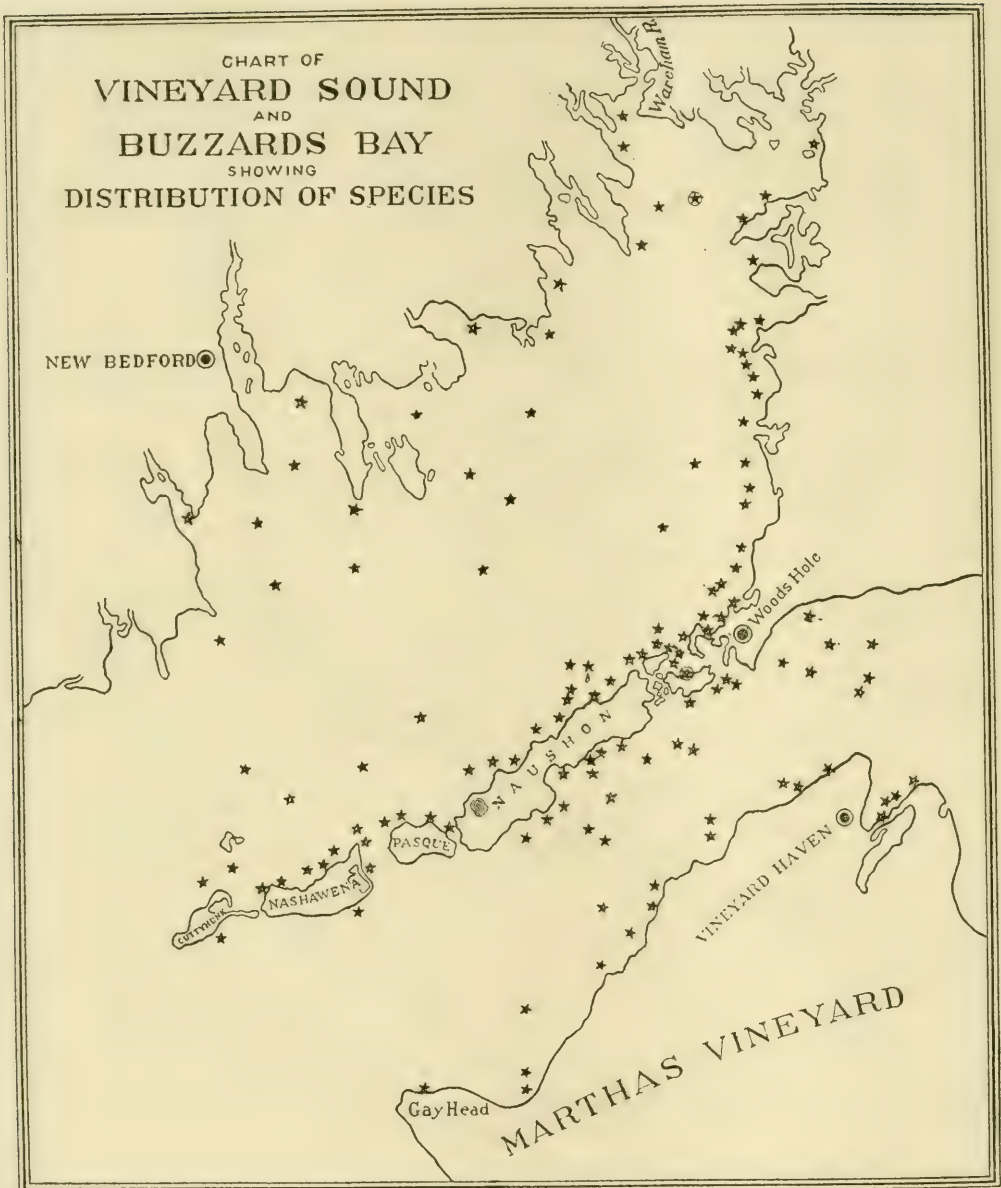 CHART OF
VINEYARD SOUND
AND
BUZZARDS BAY
SHOWING
DISTRIBUTION OF SPECIES
Wareham R.
NEW BEDFORD
Woods Hole
NAUSHON
PASQUE
NASHAWENA
CUTTYHUNK
VINEYARD HAVEN
MARTHAS VINEYARD
Gay Head